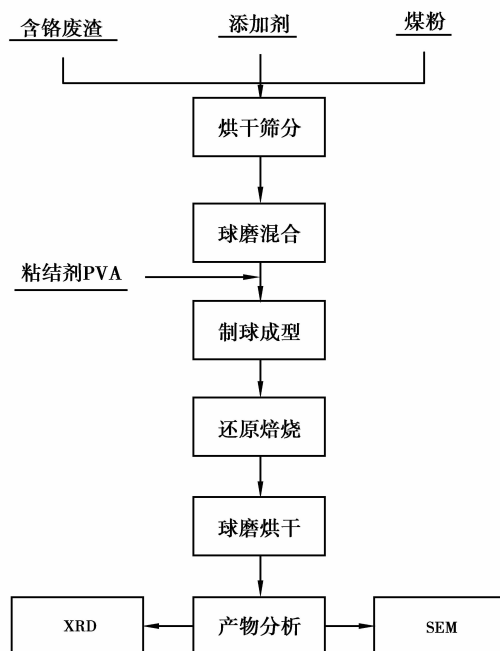 含铬废渣
添加剂
煤粉
烘干筛分
球磨混合
粘结剂PVA
制球成型
还原焙烧
球磨烘干
XRD
产物分析
SEM